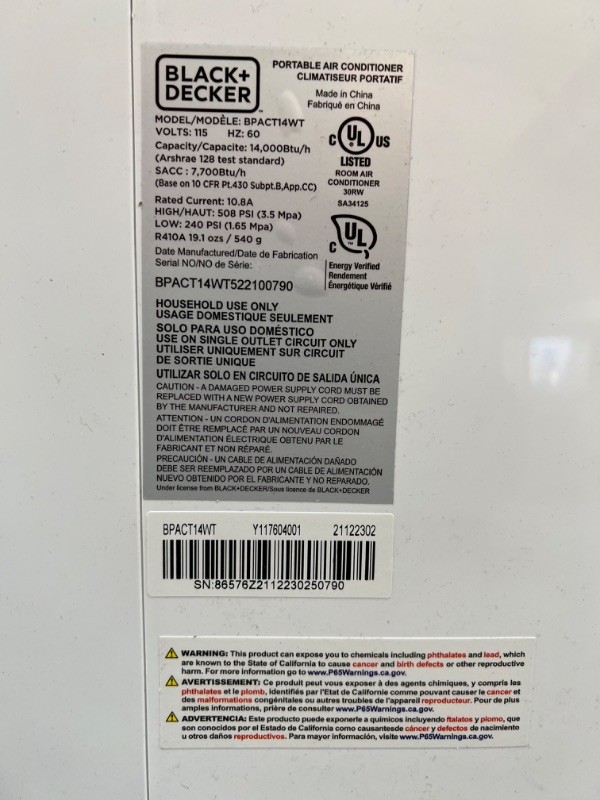 BLACK+
DECKER
PORTABLE AIR CONDITIONER
CLIMATISEUR PORTATIF
Made in China
Fabriqué en China
MODEL/MODÈLE: BPACT14WT
VOLTS: 115 HZ: 60
Capacity/Capacite: 14,000Btu/h
(Arshrae 128 test standard)
SACC : 7,700Btu/h
(Base on 10 CFR Pt.430 Subpt.B,App.CC)
Rated Current: 10.8A
HIGH/HAUT: 508 PSI (3.5 Mpa)
LOW: 240 PSI (1.65 Mpa)
R410A 19.1 ozs / 540 g
Date Manufactured/Date de Fabrication
Serial NO/NO de Série:
BPACT14WT522100790
C UL US
LISTED
ROOM AIR
CONDITIONER
30RW
SA34125
C UL
Energy Verified
Rendement
Énergétique Vérifié
HOUSEHOLD USE ONLY
USAGE DOMESTIQUE SEULEMENT
SOLO PARA USO DOMÉSTICO
USE ON SINGLE OUTLET CIRCUIT ONLY
UTILISER UNIQUEMENT SUR CIRCUIT
DE SORTIE UNIQUE
UTILIZAR SOLO EN CIRCUITO DE SALIDA ÚNICA
CAUTION - A DAMAGED POWER SUPPLY CORD MUST BE
REPLACED WITH A NEW POWER SUPPLY CORD OBTAINED
BY THE MANUFACTURER AND NOT REPAIRED.
ATTENTION - UN CORDON D'ALIMENTATION ENDOMMAGÉ
DOIT ÊTRE REMPLACÉ PAR UN NOUVEAU CORDON
D'ALIMENTATION ÉLECTRIQUE OBTENU PAR LE
FABRICANT ET NON RÉPARÉ.
PRECAUCIÓN - UN CABLE DE ALIMENTACIÓN DAÑADO
DEBE SER REEMPLAZADO POR UN CABLE DE ALIMENTACIÓN
NUEVO OBTENIDO POR EL FABRICANTE Y NO REPARADO.
Under license from BLACK+DECKER/Sous licence de BLACK+DECKER
BPACT14WT Y117604001 21122302
SN:86576Z2112230250790
WARNING: This product can expose you to chemicals including phthalates and lead, which
are known to the State of California to cause cancer and birth defects or other reproductive
harm. For more information go to www.P65Warnings.ca.gov.
AVERTISSEMENT: Ce produit peut vous exposer à des agents chimiques, y compris les
phthalates et le plomb, identifiés par l'Etat de Californie comme pouvant causer le cancer et
des malformations congénitales ou autres troubles de l'appareil reproducteur. Pour de plus
amples informations, prière de consulter www.P65Warnings.ca.gov.
ADVERTENCIA: Este producto puede exponerle a quimicos incluyendo ftalatos y plomo, que
son conocidos por el Estado de California como causantesde cáncer y defectos de nacimiento
u otros daños reproductivos. Para mayor información, visite www.P65Warnings.ca.gov.